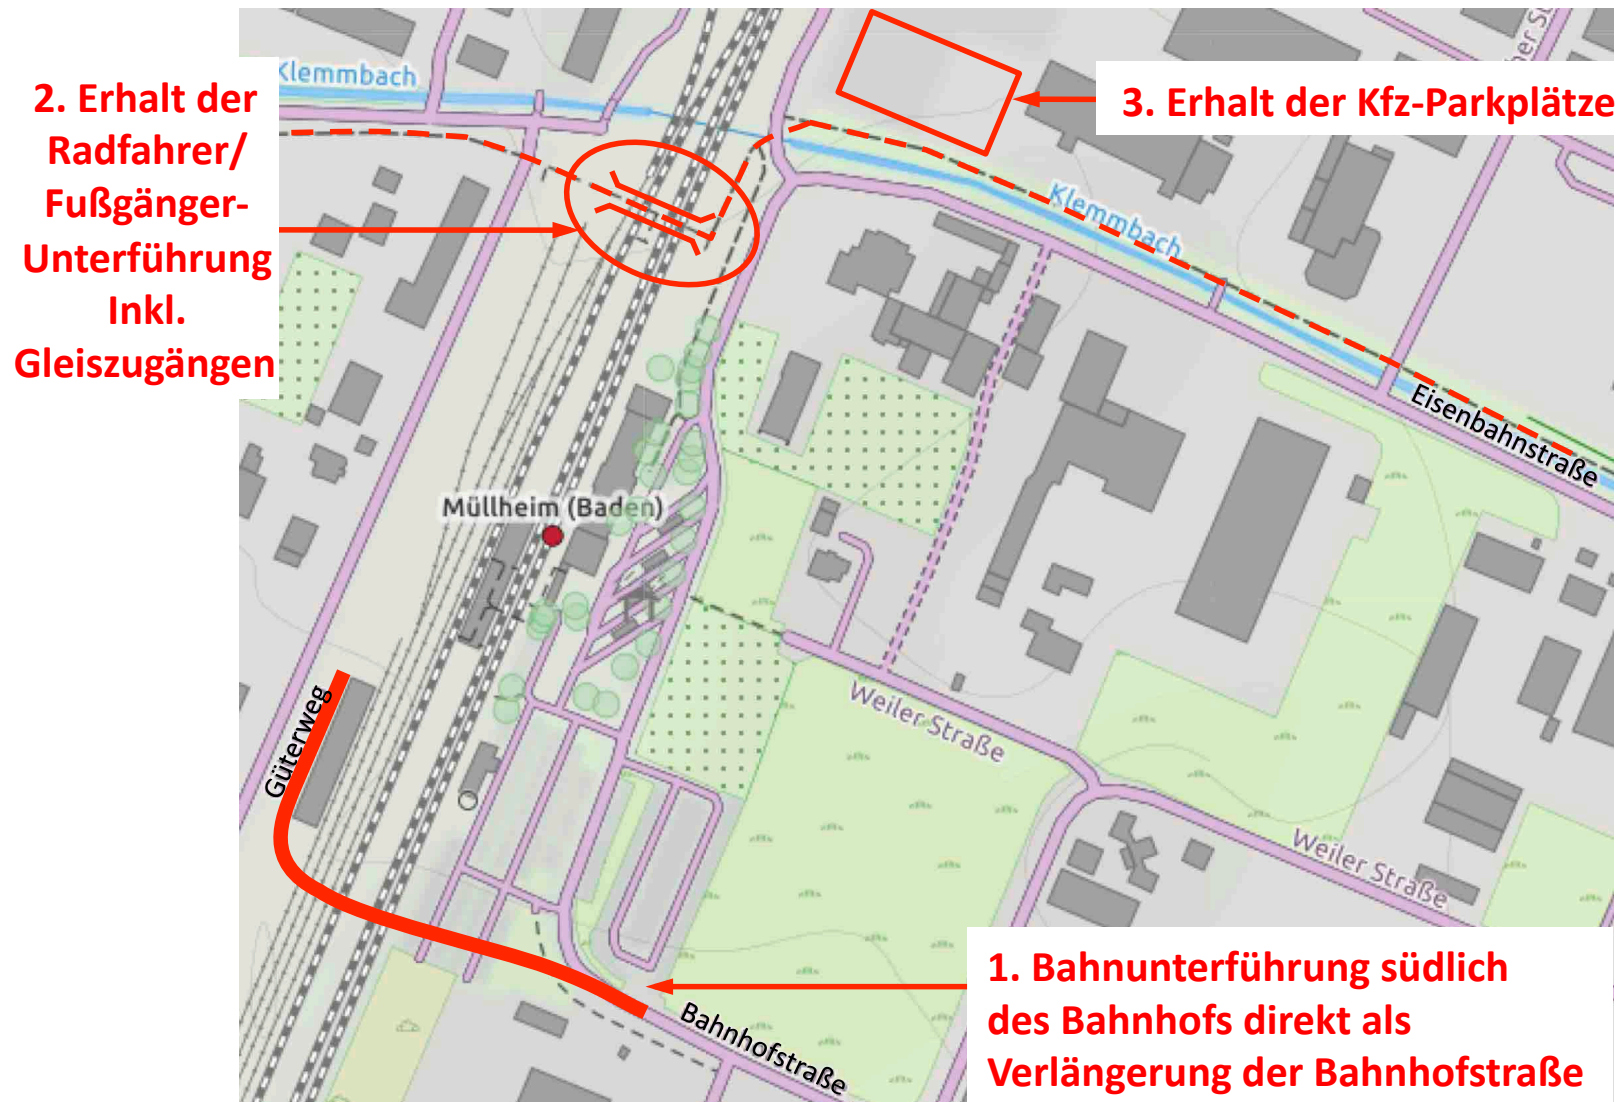 Klemmbach
2. Erhalt der
Radfahrer/
Fußgänger-
Unterführung
Inkl.
Gleiszugängen
3. Erhalt der Kfz-Parkplätze
Klemmbach
Eisenbahnstraße
Müllheim (Baden)
Güterweg
Weiler Straße
Weiler Straße
Bahnhofstraße
1. Bahnunterführung südlich
des Bahnhofs direkt als
Verlängerung der Bahnhofstraße